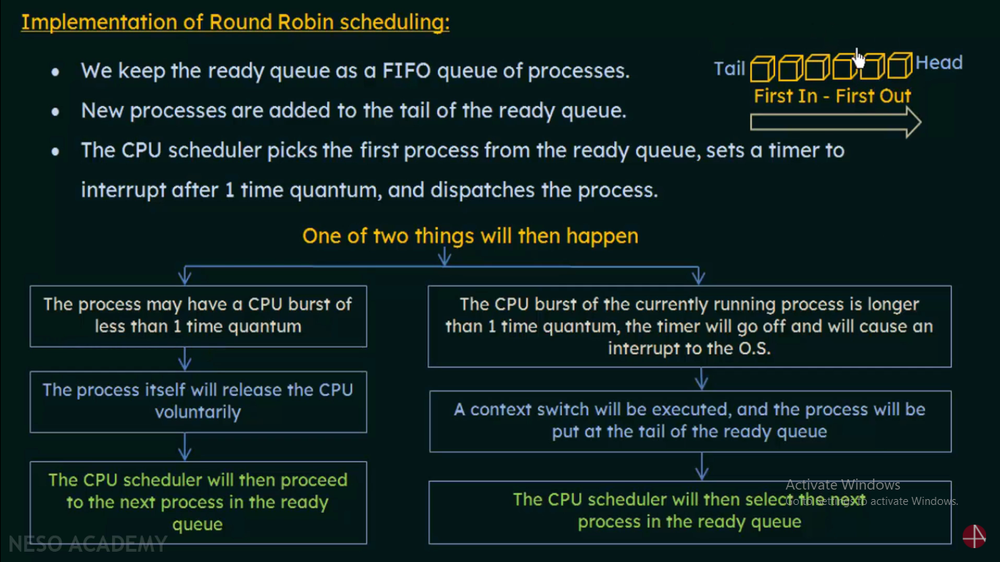 Implementation of Round Robin scheduling:
• We keep the ready queue as a FIFO queue of processes.
Tail Head
First In - First Out
• New processes are added to the tail of the ready queue.
• The CPU scheduler picks the first process from the ready queue, sets a timer to
interrupt after 1 time quantum, and dispatches the process.
One of two things will then happen
The process may have a CPU burst of
less than 1 time quantum
The process itself will release the CPU
voluntarily
The CPU scheduler will then proceed
to the next process in the ready
queue
The CPU burst of the currently running process is longer
than 1 time quantum, the timer will go off and will cause an
interrupt to the O.S.
A context switch will be executed, and the process will be
put at the tail of the ready queue
The CPU scheduler will then select the next
process in the ready queue
Activate Windows
Go to Settings to activate Windows.
NESO ACADEMY